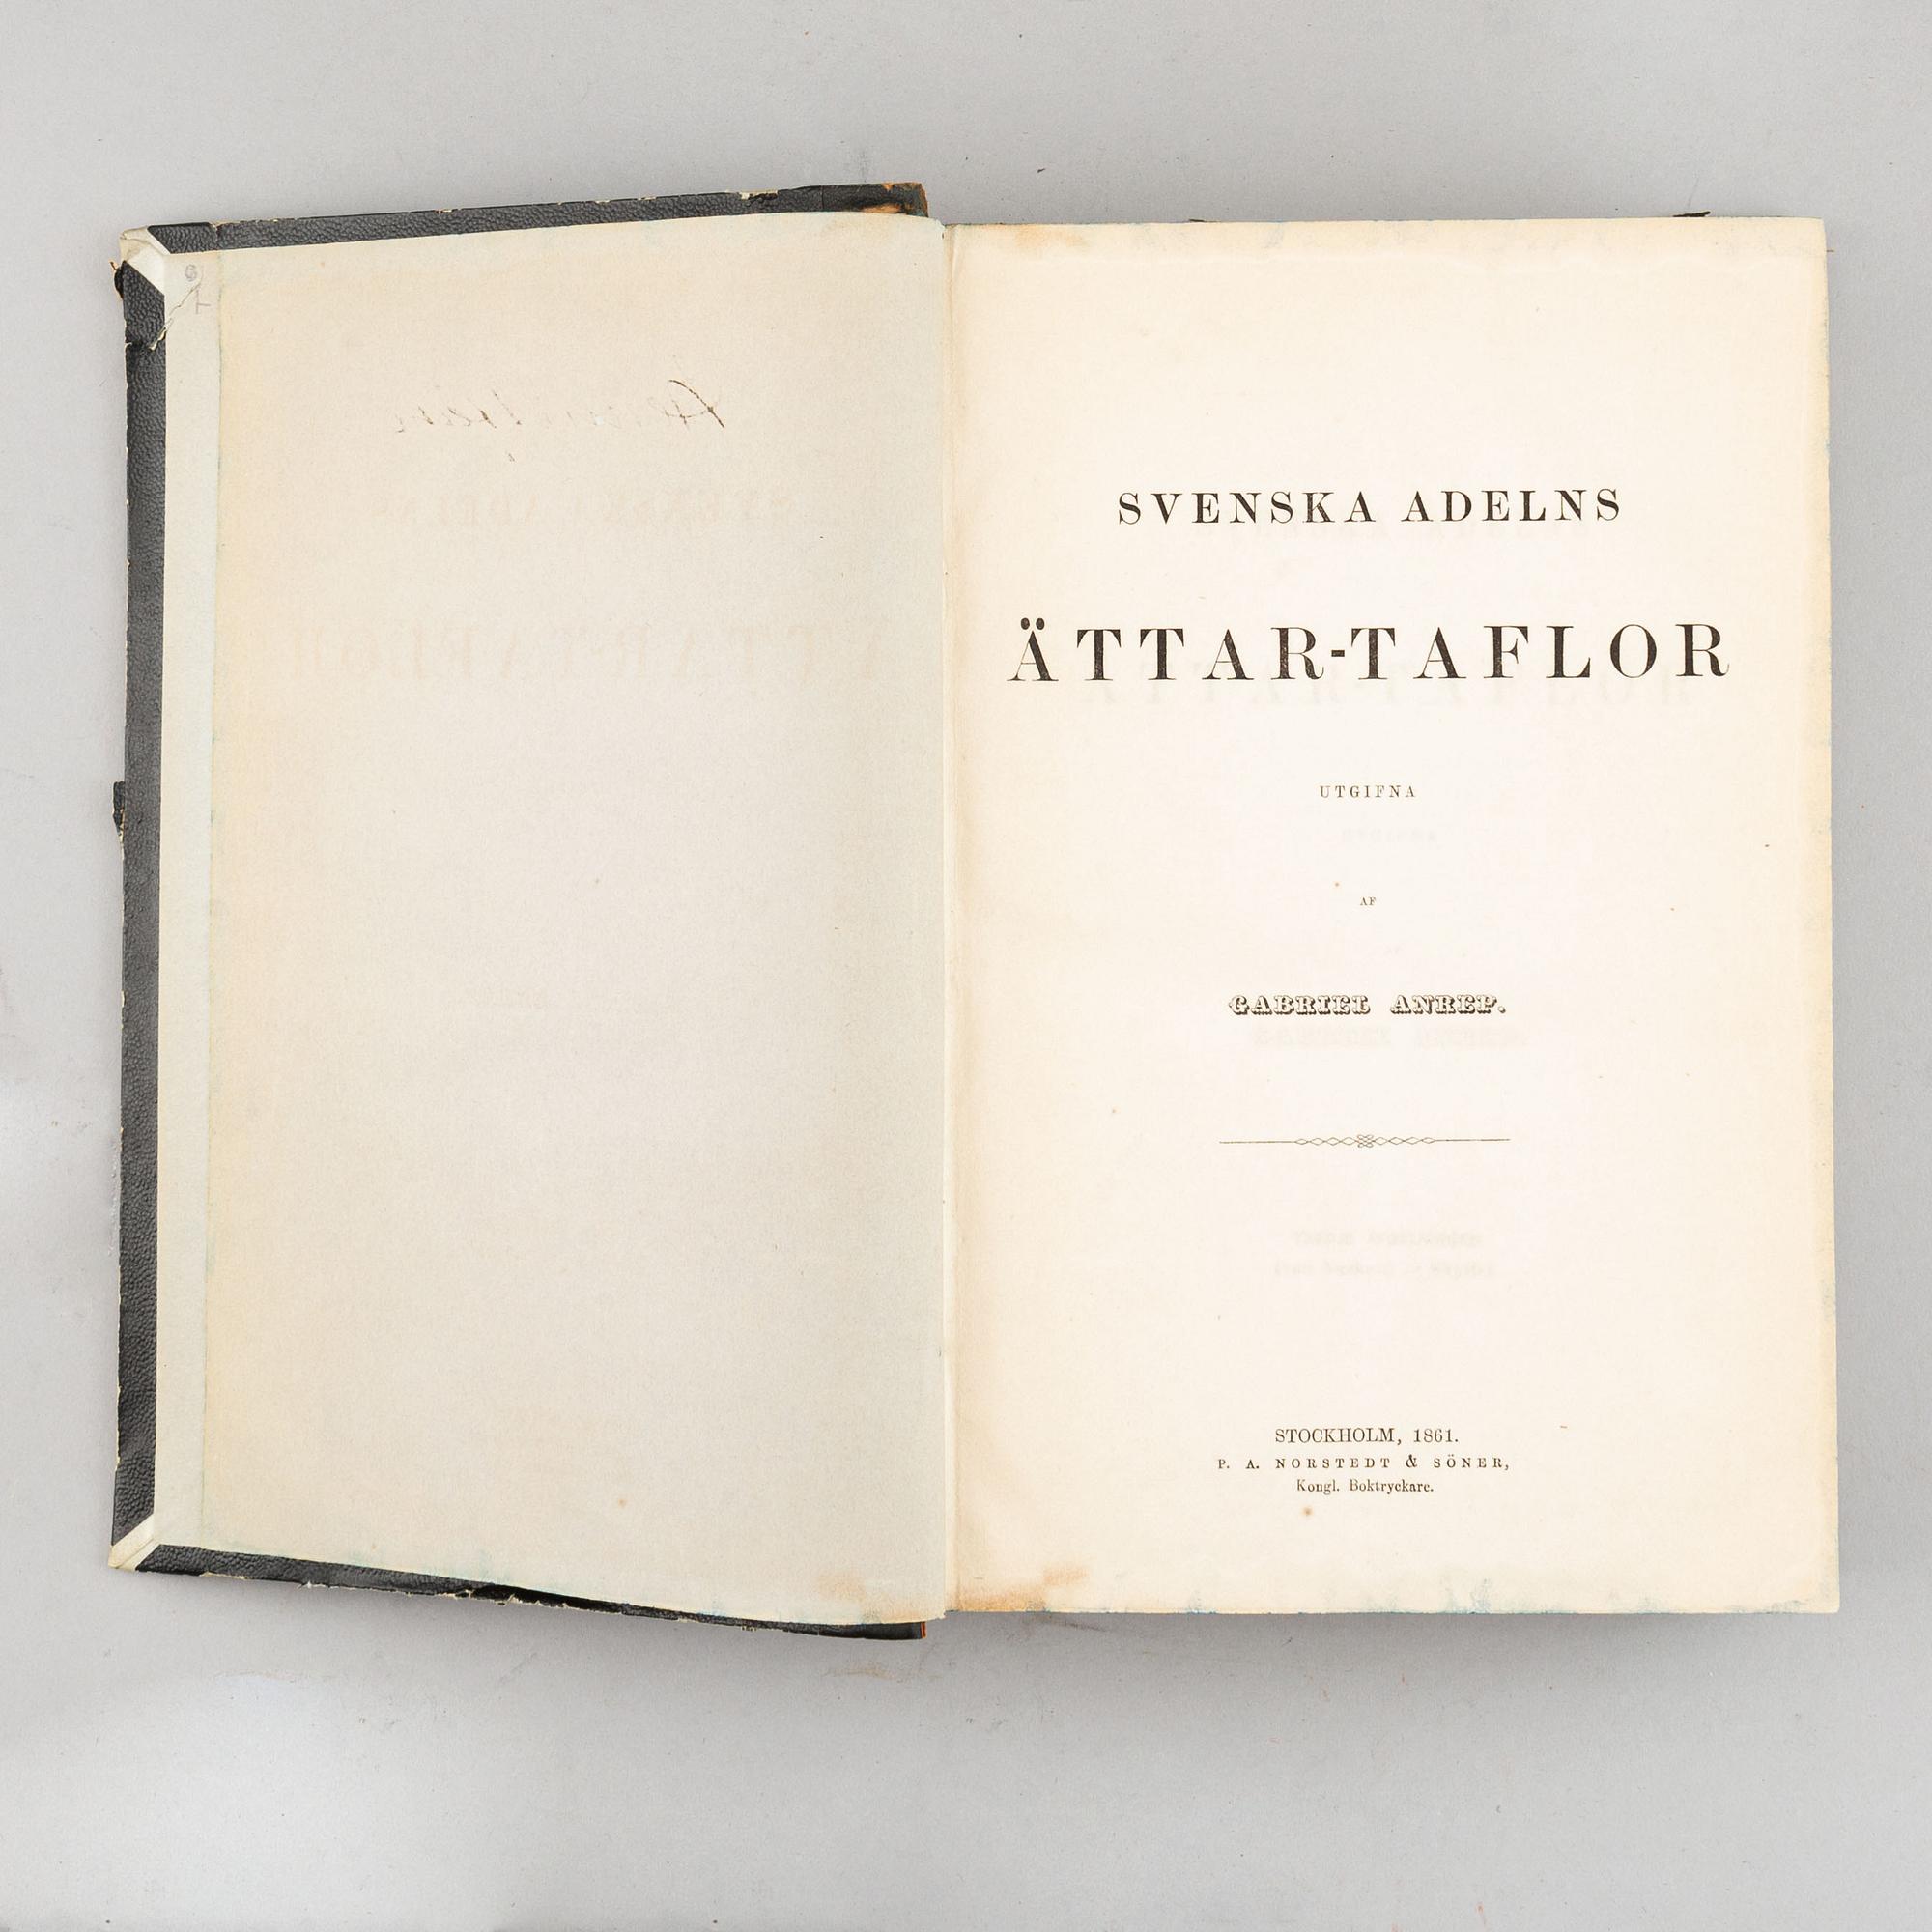 SVENSKA ADELNS
ÄTTAR-TAFLOR
UTGIFNA
AF
GABRIEL ANREP.
STOCKHOLM, 1861.
P. A. NORSTEDT & SÖNER,
Kongl. Boktryckare.